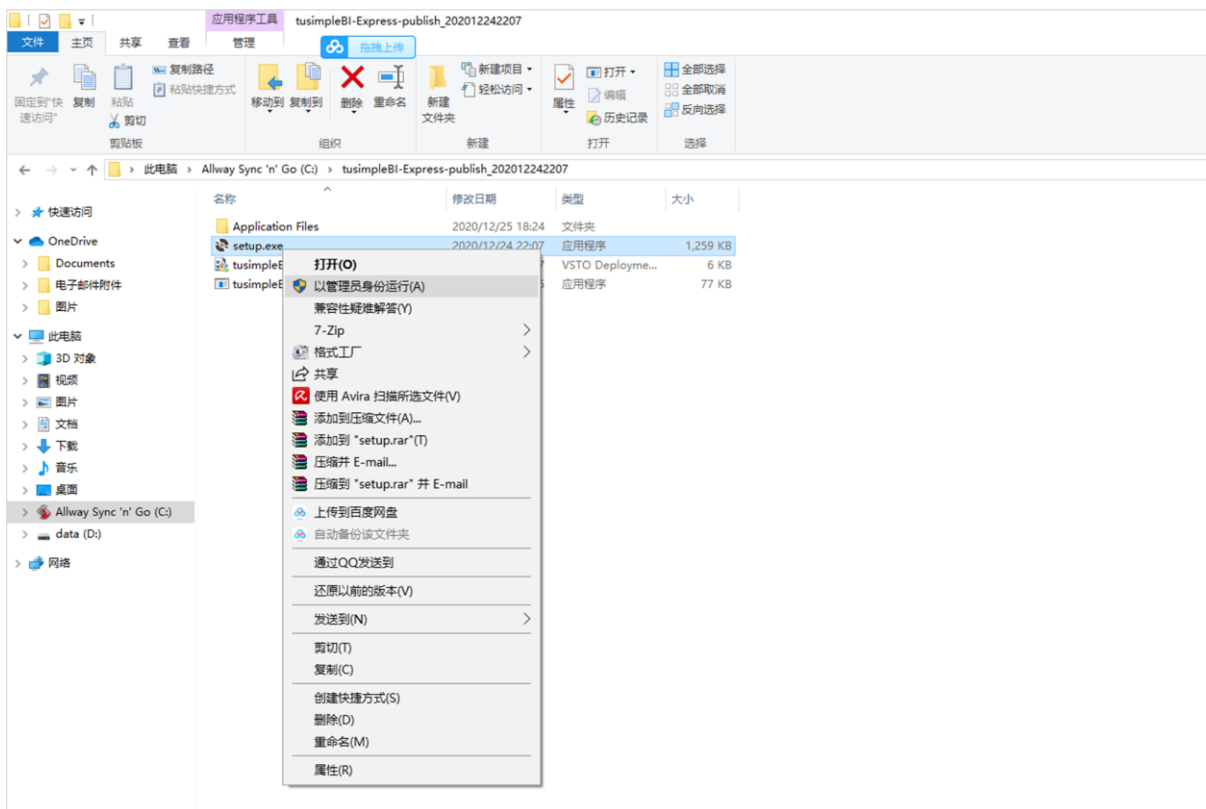 应用程序工具 tusimpleBI-Express-publish_202012242207
文件 主页 共享 查看 管理
拖拽上传
固定到"快速访问"
复制
粘贴
复制路径
粘贴快捷方式
剪切
剪贴板
移动到
复制到
删除
重命名
组织
新建文件夹
新建项目
轻松访问
新建
属性
打开
编辑
历史记录
打开
全部选择
全部取消
反向选择
选择
此电脑 Allway Sync 'n' Go (C:) tusimpleBI-Express-publish_202012242207
名称 修改日期 类型 大小
快速访问
OneDrive
Documents
电子邮件附件
图片
此电脑
3D 对象
视频
图片
文档
下载
音乐
桌面
Allway Sync 'n' Go (C:)
data (D:)
网络
Application Files 2020/12/25 18:24 文件夹
setup.exe 2020/12/24 22:07 应用程序 1,259 KB
VSTO Deployme... 6 KB
应用程序 77 KB
打开(O)
以管理员身份运行(A)
兼容性疑难解答(Y)
7-Zip
格式工厂
共享
使用 Avira 扫描所选文件(V)
添加到压缩文件(A)...
添加到 "setup.rar"(T)
压缩并 E-mail...
压缩到 "setup.rar" 并 E-mail
上传到百度网盘
自动备份该文件夹
通过QQ发送到
还原以前的版本(V)
发送到(N)
剪切(T)
复制(C)
创建快捷方式(S)
删除(D)
重命名(M)
属性(R)